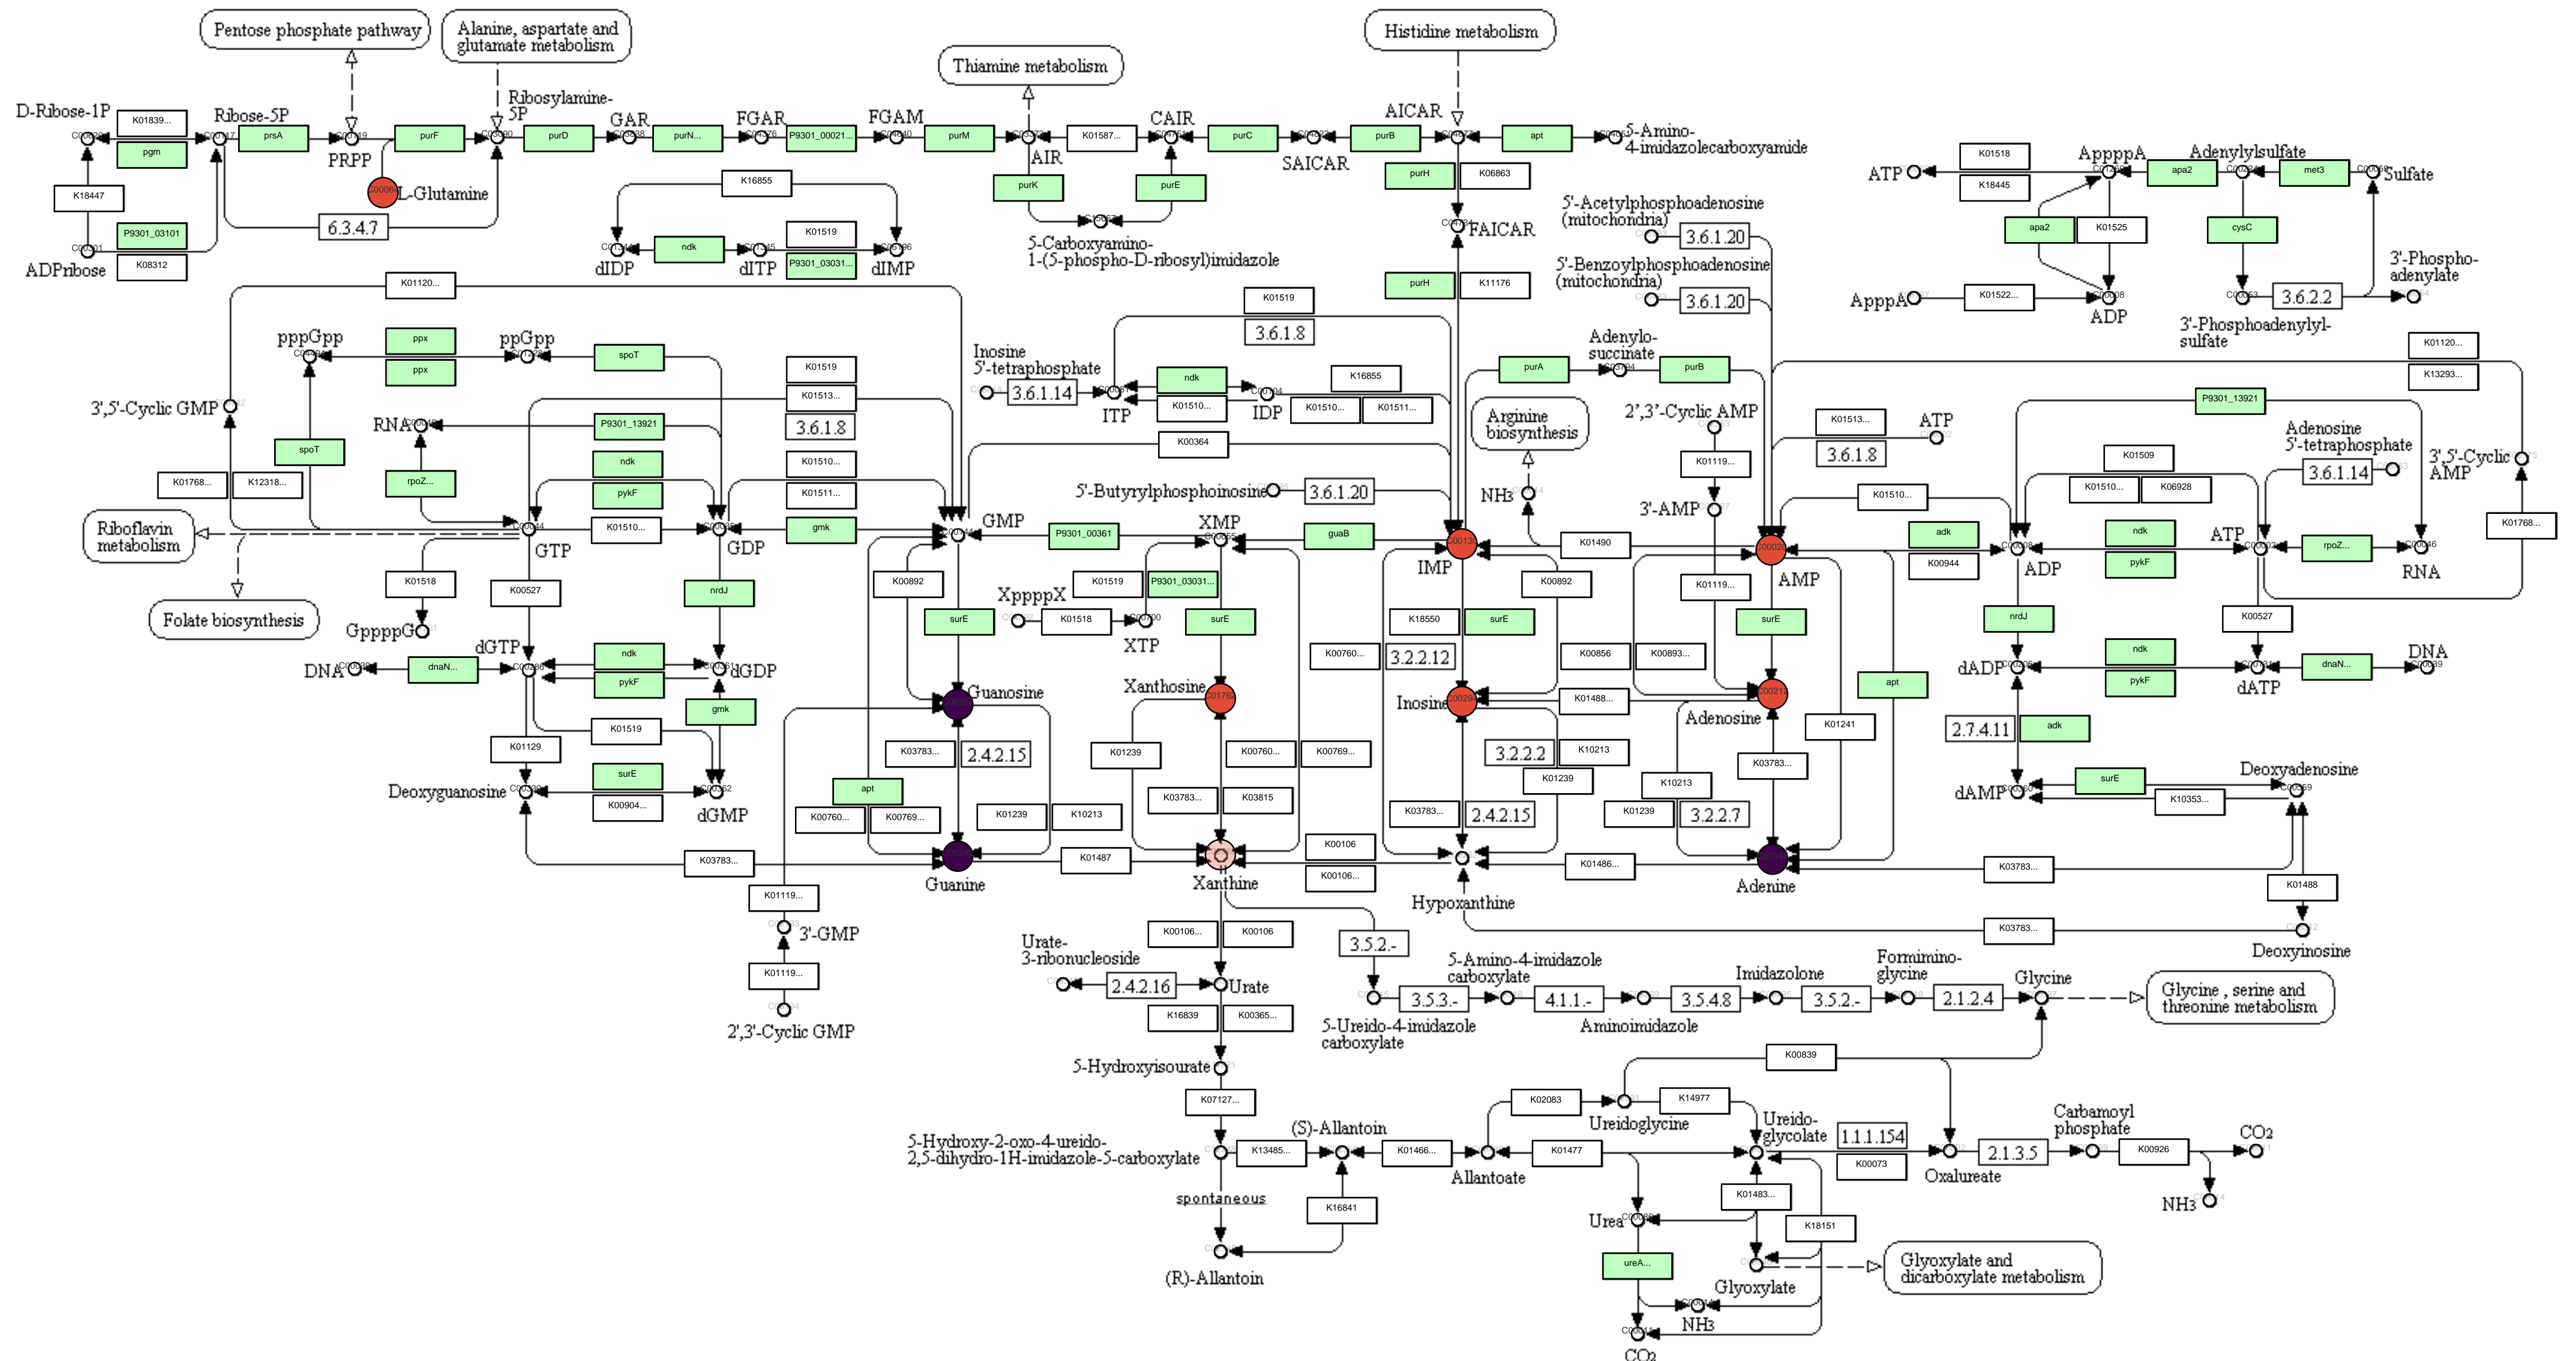 Pentose phosphate pathway
Alanine, aspartate and
glutamate metabolism
Histidine metabolism
Thiamine metabolism
D-Ribose-1P
K01839...
pgm
Ribose-5P
prsA
PRPP
purF
Ribosylamine-
5P
purD
GAR
purN...
FGAR
P9301_00021...
FGAM
purM
AIR
K01587...
CAIR
purC
SAICAR
purB
AICAR
apt
5-Amino-
4-imidazolecarboxyamide
K18447
L-Glutamine
6.3.4.7
P9301_03101
K08312
ADPribose
K16855
ndk
K01519
P9301_03031...
dIDP
dITP
dIMP
purK
purE
5-Carboxyamino-
1-(5-phospho-D-ribosyl)imidazole
purH
K06863
FAICAR
purH
K11176
5'-Acetylphosphoadenosine
(mitochondria)
3.6.1.20
5'-Benzoylphosphoadenosine
(mitochondria)
3.6.1.20
ATP
K01518
K18445
AppppA
apa2
Adenylylsulfate
met3
Sulfate
apa2
K01525
cysC
ApppA
K01522...
ADP
3.6.2.2
3'-Phospho-
adenylate
3'-Phosphoadenylyl-
sulfate
K01120...
pppGpp
ppx
ppx
ppGpp
spoT
K01519
K01513...
3.6.1.8
3',5'-Cyclic GMP
RNA
P9301_13921
spoT
rpoZ...
ndk
pykF
K01510...
K01511...
K01768...
K12318...
Riboflavin
metabolism
GTP
K01510...
GDP
gmk
GMP
Folate biosynthesis
K01519
3.6.1.8
Inosine
5'-tetraphosphate
3.6.1.14
ITP
ndk
K01510...
IDP
K16855
K01510...
K01511...
K00364
5'-Butyrylphosphoinosine
3.6.1.20
purA
Adenylo-
succinate
purB
Arginine
biosynthesis
NH3
2',3'-Cyclic AMP
K01119...
3'-AMP
K01513...
3.6.1.8
ATP
K01120...
K13293...
P9301_13921
Adenosine
5'-tetraphosphate
3.6.1.14
3',5'-Cyclic
AMP
K01509
K01510...
K06928
K01510...
K01768...
P9301_00361
XMP
guaB
IMP
K01490
AMP
adk
K00944
ADP
ndk
pykF
ATP
rpoZ...
RNA
K01518
GppppG
K00527
nrdJ
K00892
surE
XppppX
K01518
K01519
P9301_03031...
XTP
surE
K18550
surE
K00892
K01119...
surE
K00760...
3.2.2.12
K00856
K00893...
nrdJ
K00527
DNA
dnaN...
dGTP
ndk
pykF
dGDP
gmk
K01519
K01129
Deoxyguanosine
surE
K00904...
dGMP
Guanosine
Xanthosine
Inosine
K01488...
Adenosine
apt
dADP
ndk
pykF
dATP
dnaN...
DNA
2.7.4.11
adk
dAMP
surE
K10353...
Deoxyadenosine
K03783...
2.4.2.15
apt
K00760...
K00769...
K01239
K10213
K01239
K00760...
K00769...
K03783...
K03815
3.2.2.2
K10213
K01239
K03783...
2.4.2.15
K10213
K01239
3.2.2.7
K03783...
K01241
K03783...
Guanine
K01487
Xanthine
K00106
K00106...
Hypoxanthine
K01486...
Adenine
K03783...
K01488
K03783...
Deoxyinosine
K01119...
3'-GMP
K01119...
2',3'-Cyclic GMP
K00106...
K00106
Urate-
3-ribonucleoside
2.4.2.16
Urate
K16839
K00365...
5-Hydroxyisourate
K07127...
3.5.2.-
5-Ureido-4-imidazole
carboxylate
3.5.3.-
5-Amino-4-imidazole
carboxylate
4.1.1.-
Aminoimidazole
3.5.4.8
Imidazolone
3.5.2.-
Formimino-
glycine
2.1.2.4
Glycine
Glycine , serine and
threonine metabolism
5-Hydroxy-2-oxo-4-ureido-
2,5-dihydro-1H-imidazole-5-carboxylate
K13485...
(S)-Allantoin
K01466...
Allantoate
K01477
K02083
Ureidoglycine
K14977
K00839
Ureido-
glycolate
1.1.1.154
K00073
Oxalureate
2.1.3.5
Carbamoyl
phosphate
K00926
CO2
NH3
spontaneous
K16841
(R)-Allantoin
Urea
K01483...
K18151
ureA...
Glyoxylate
Glyoxylate and
dicarboxylate metabolism
NH3
CO2